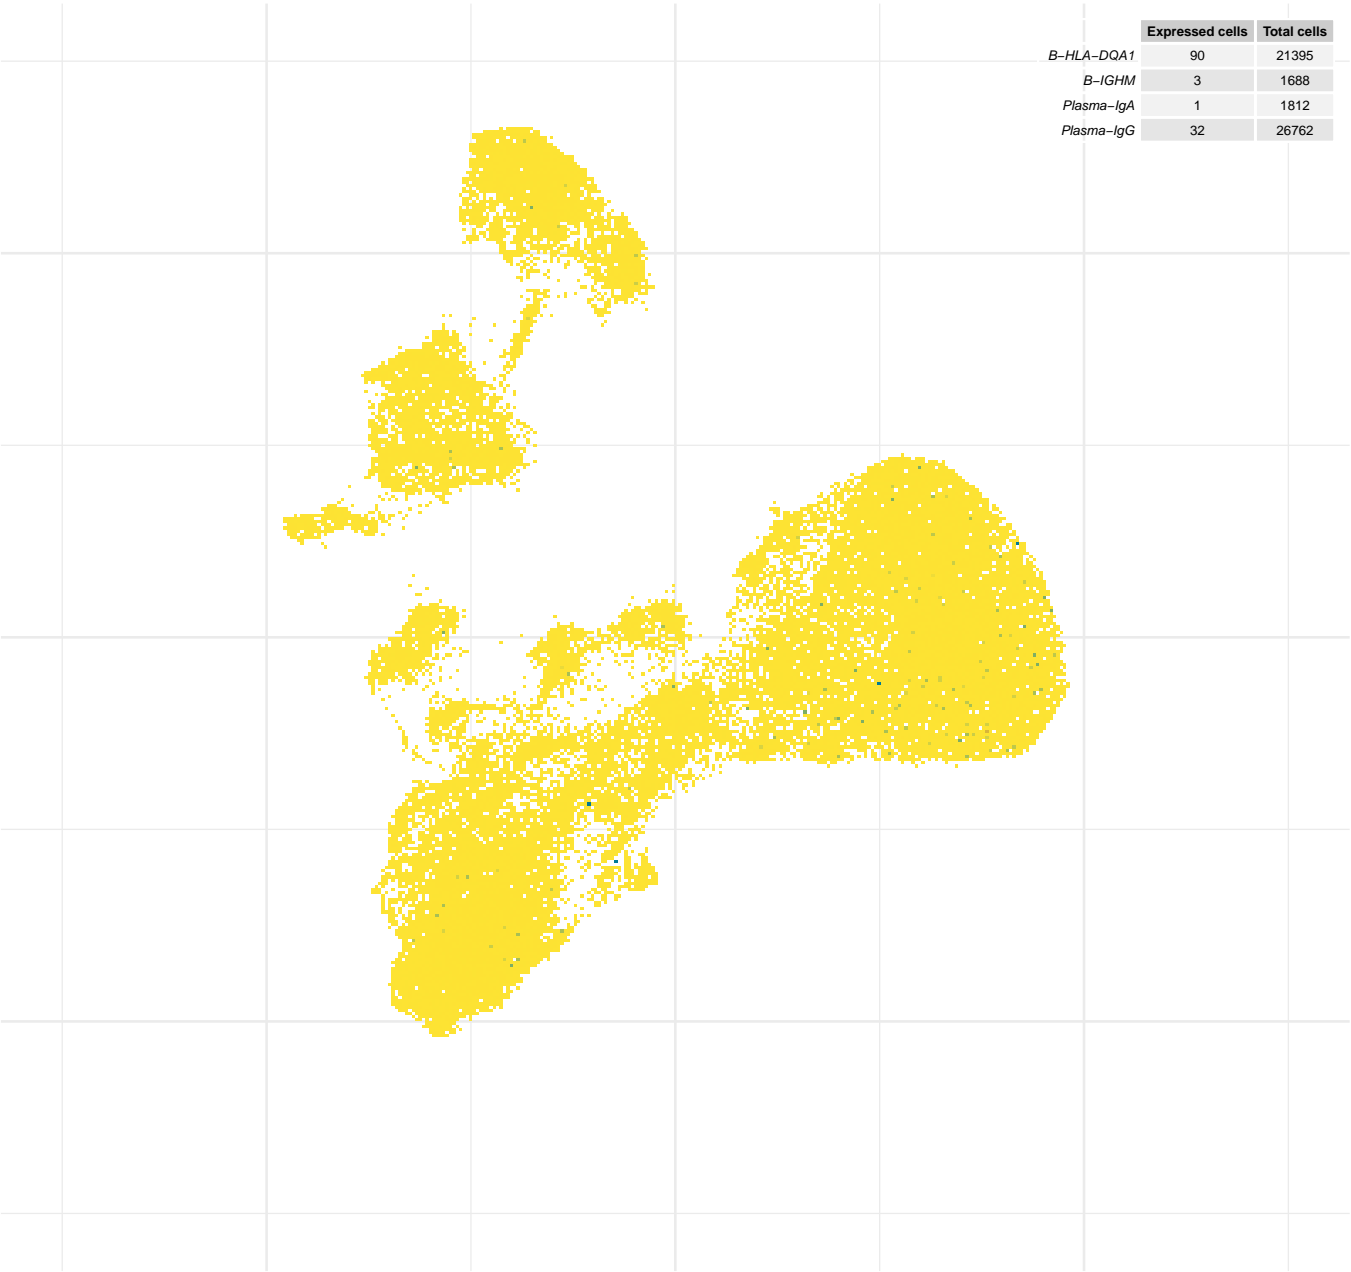 Expressed cells Total cells
B−HLA−DQA1 90 21395
B−IGHM 3 1688
Plasma−IgA 1 1812
Plasma−IgG 32 26762